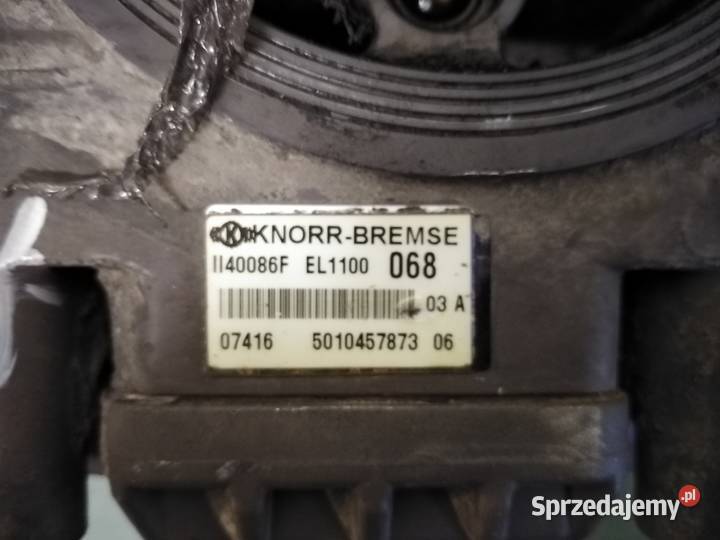 KNORR-BREMSE
II40086F EL1100 068
03 A
07416 5010457873 06
Sprzedajemy.pl